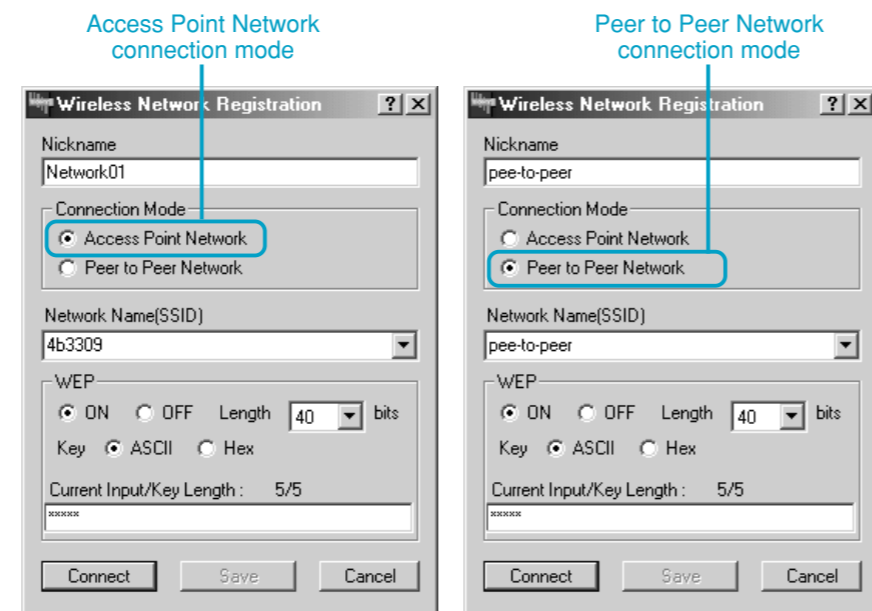 Access Point Network
connection mode
Peer to Peer Network
connection mode
Wireless Network Registration
Nickname
Network01
Connection Mode
Access Point Network
Peer to Peer Network
Network Name(SSID)
4b3309
WEP
ON OFF Length 40 bits
Key ASCII Hex
Current Input/Key Length : 5/5
xxxxx
Connect Save Cancel
Wireless Network Registration
Nickname
pee-to-peer
Connection Mode
Access Point Network
Peer to Peer Network
Network Name(SSID)
pee-to-peer
WEP
ON OFF Length 40 bits
Key ASCII Hex
Current Input/Key Length : 5/5
xxxxx
Connect Save Cancel